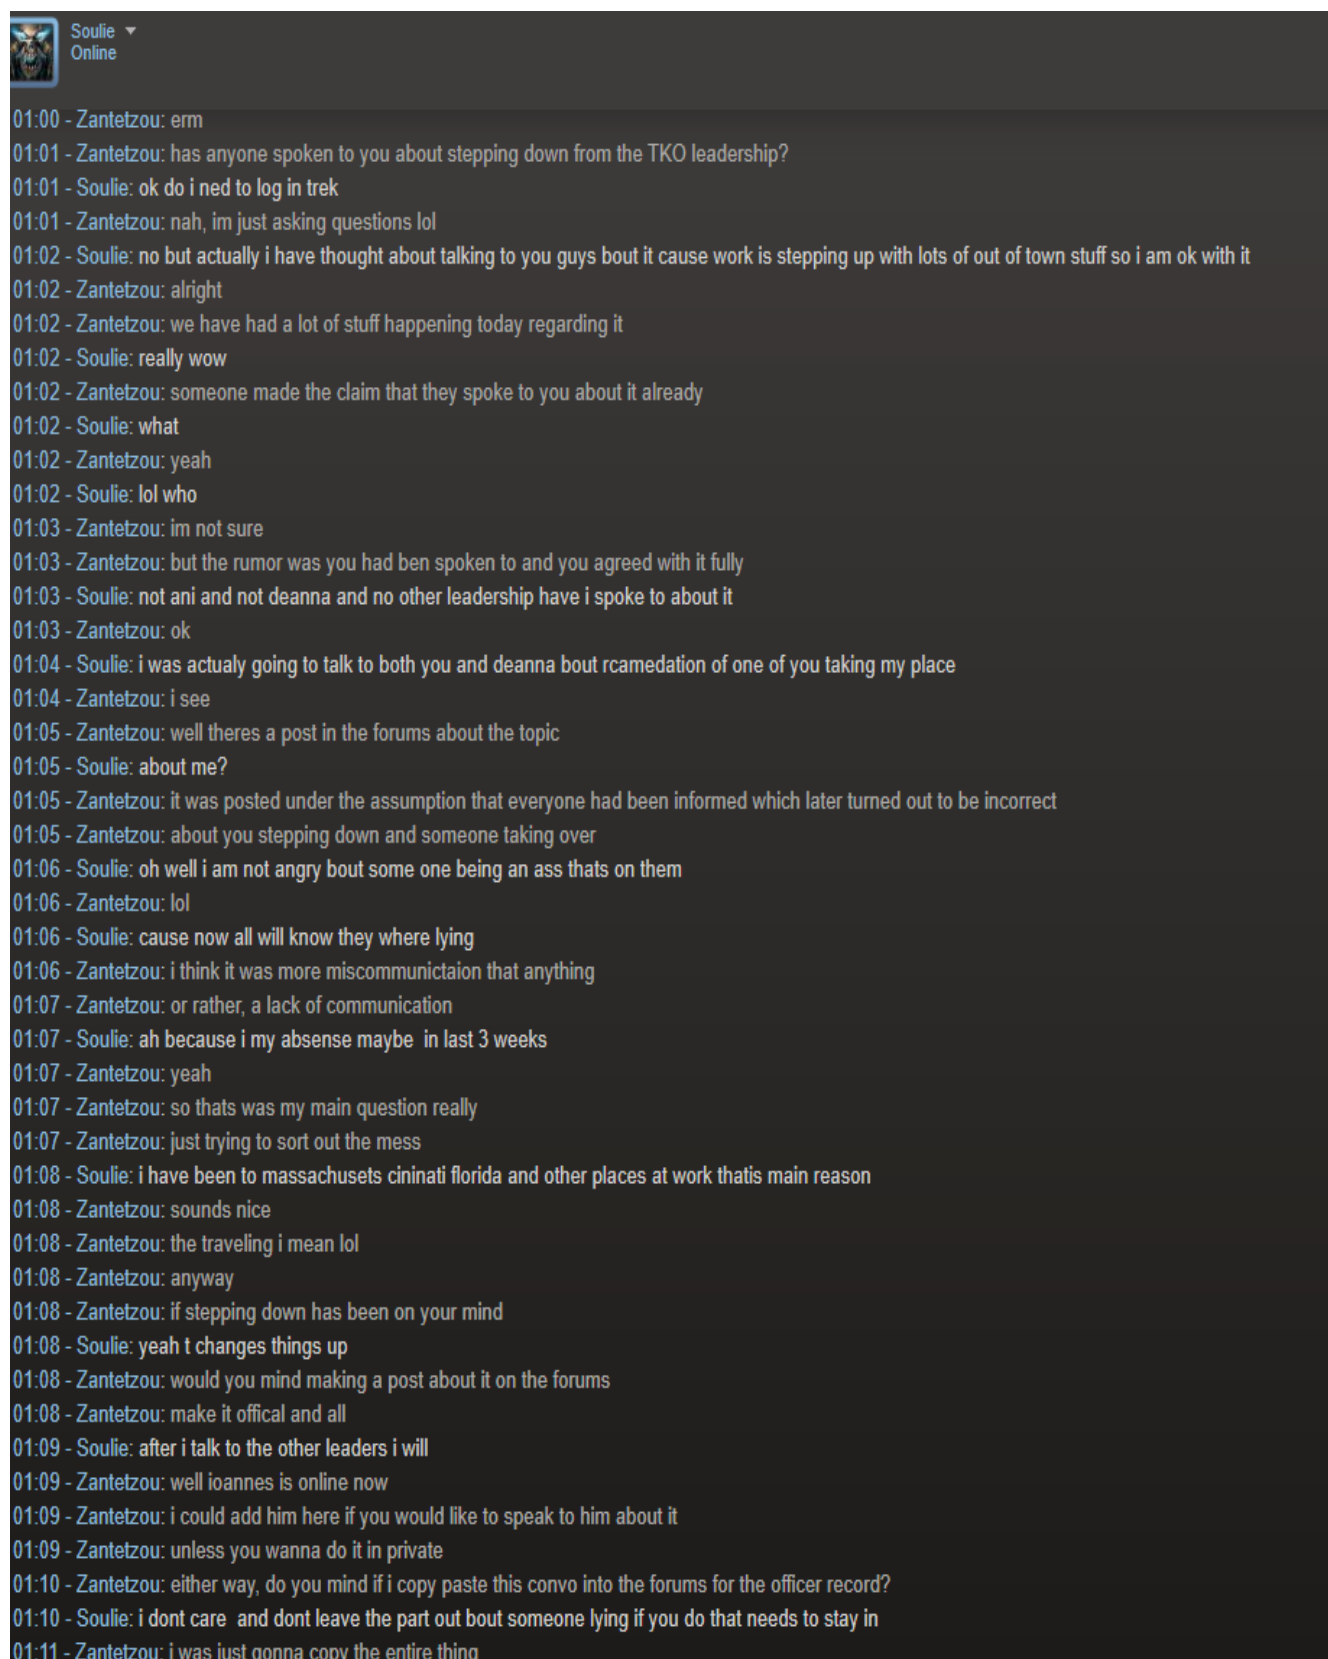 Soulie
Online
01:00 - Zantetzou: erm
01:01 - Zantetzou: has anyone spoken to you about stepping down from the TKO leadership?
01:01 - Soulie: ok do i ned to log in trek
01:01 - Zantetzou: nah, im just asking questions lol
01:02 - Soulie: no but actually i have thought about talking to you guys bout it cause work is stepping up with lots of out of town stuff so i am ok with it
01:02 - Zantetzou: alright
01:02 - Zantetzou: we have had a lot of stuff happening today regarding it
01:02 - Soulie: really wow
01:02 - Zantetzou: someone made the claim that they spoke to you about it already
01:02 - Soulie: what
01:02 - Zantetzou: yeah
01:02 - Soulie: lol who
01:03 - Zantetzou: im not sure
01:03 - Zantetzou: but the rumor was you had ben spoken to and you agreed with it fully
01:03 - Soulie: not ani and not deanna and no other leadership have i spoke to about it
01:03 - Zantetzou: ok
01:04 - Soulie: i was actualy going to talk to both you and deanna bout rcamedation of one of you taking my place
01:04 - Zantetzou: i see
01:05 - Zantetzou: well theres a post in the forums about the topic
01:05 - Soulie: about me?
01:05 - Zantetzou: it was posted under the assumption that everyone had been informed which later turned out to be incorrect
01:05 - Zantetzou: about you stepping down and someone taking over
01:06 - Soulie: oh well i am not angry bout some one being an ass thats on them
01:06 - Zantetzou: lol
01:06 - Soulie: cause now all will know they where lying
01:06 - Zantetzou: i think it was more miscommunictaion that anything
01:07 - Zantetzou: or rather, a lack of communication
01:07 - Soulie: ah because i my absense maybe  in last 3 weeks
01:07 - Zantetzou: yeah
01:07 - Zantetzou: so thats was my main question really
01:07 - Zantetzou: just trying to sort out the mess
01:08 - Soulie: i have been to massachusets cininati florida and other places at work thatis main reason
01:08 - Zantetzou: sounds nice
01:08 - Zantetzou: the traveling i mean lol
01:08 - Zantetzou: anyway
01:08 - Zantetzou: if stepping down has been on your mind
01:08 - Soulie: yeah t changes things up
01:08 - Zantetzou: would you mind making a post about it on the forums
01:08 - Zantetzou: make it offical and all
01:09 - Soulie: after i talk to the other leaders i will
01:09 - Zantetzou: well ioannes is online now
01:09 - Zantetzou: i could add him here if you would like to speak to him about it
01:09 - Zantetzou: unless you wanna do it in private
01:10 - Zantetzou: either way, do you mind if i copy paste this convo into the forums for the officer record?
01:10 - Soulie: i dont care  and dont leave the part out bout someone lying if you do that needs to stay in
01:11 - Zantetzou: i was just gonna copy the entire thing